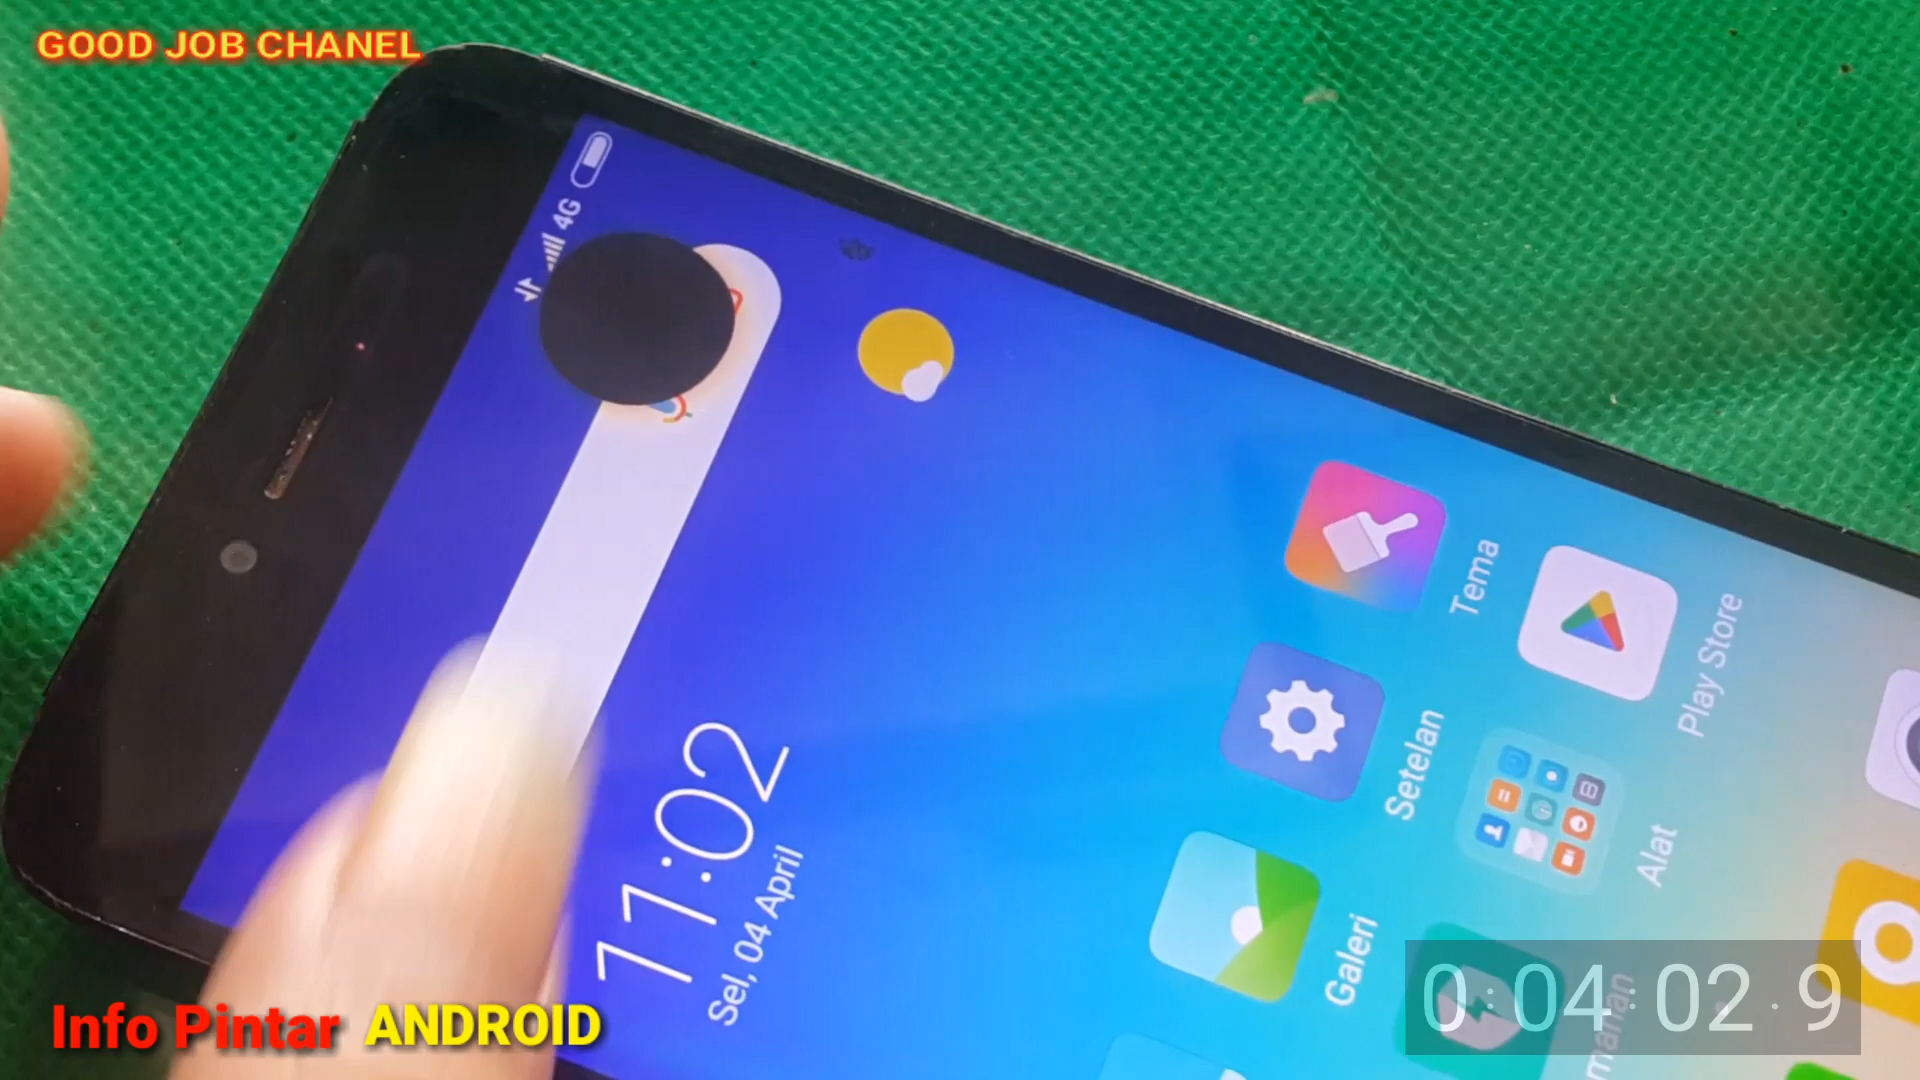 GOOD JOB CHANEL
4G
11:02
Sel, 04 April
Tema
Play Store
Setelan
Alat
Galeri
0:04:02.9
Info Pintar ANDROID